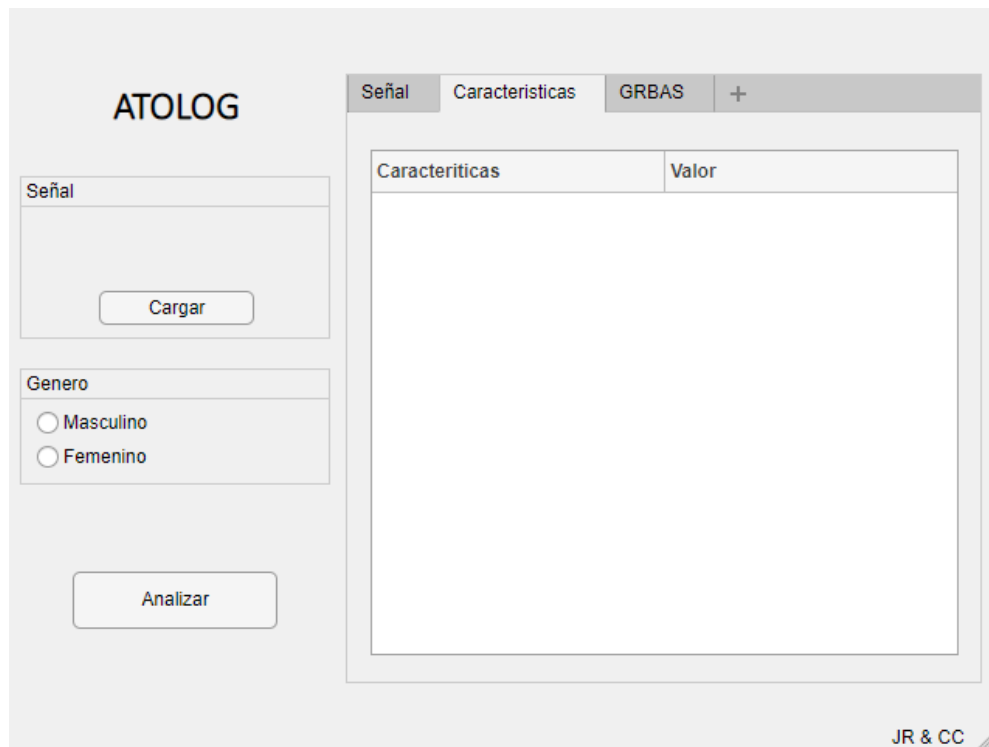 ATOLOG
Señal
Cargar
Genero
Masculino
Femenino
Analizar
Señal Caracteristicas GRBAS +
Caracteriticas Valor
JR & CC